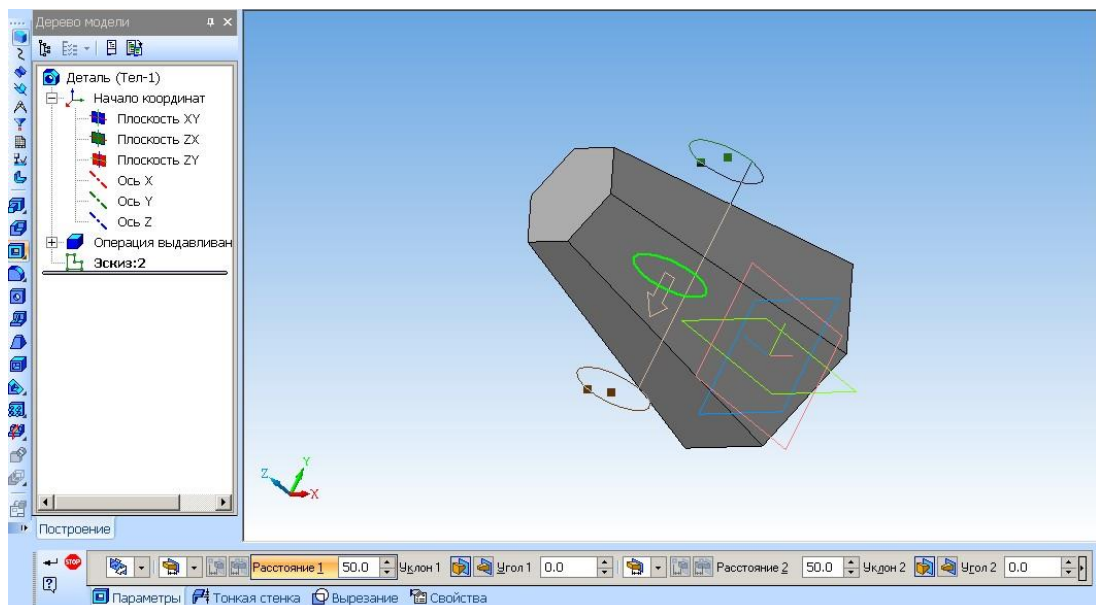 Дерево модели
Деталь (Тел-1)
Начало координат
Плоскость XY
Плоскость ZX
Плоскость ZY
Ось X
Ось Y
Ось Z
Операция выдавливан
Эскиз:2
Построение
Z Y X
STOP Расстояние 1 50.0 Уклон 1 Угол 1 0.0 Расстояние 2 50.0 Уклон 2 Угол 2 0.0
Параметры Тонкая стенка Вырезание Свойства